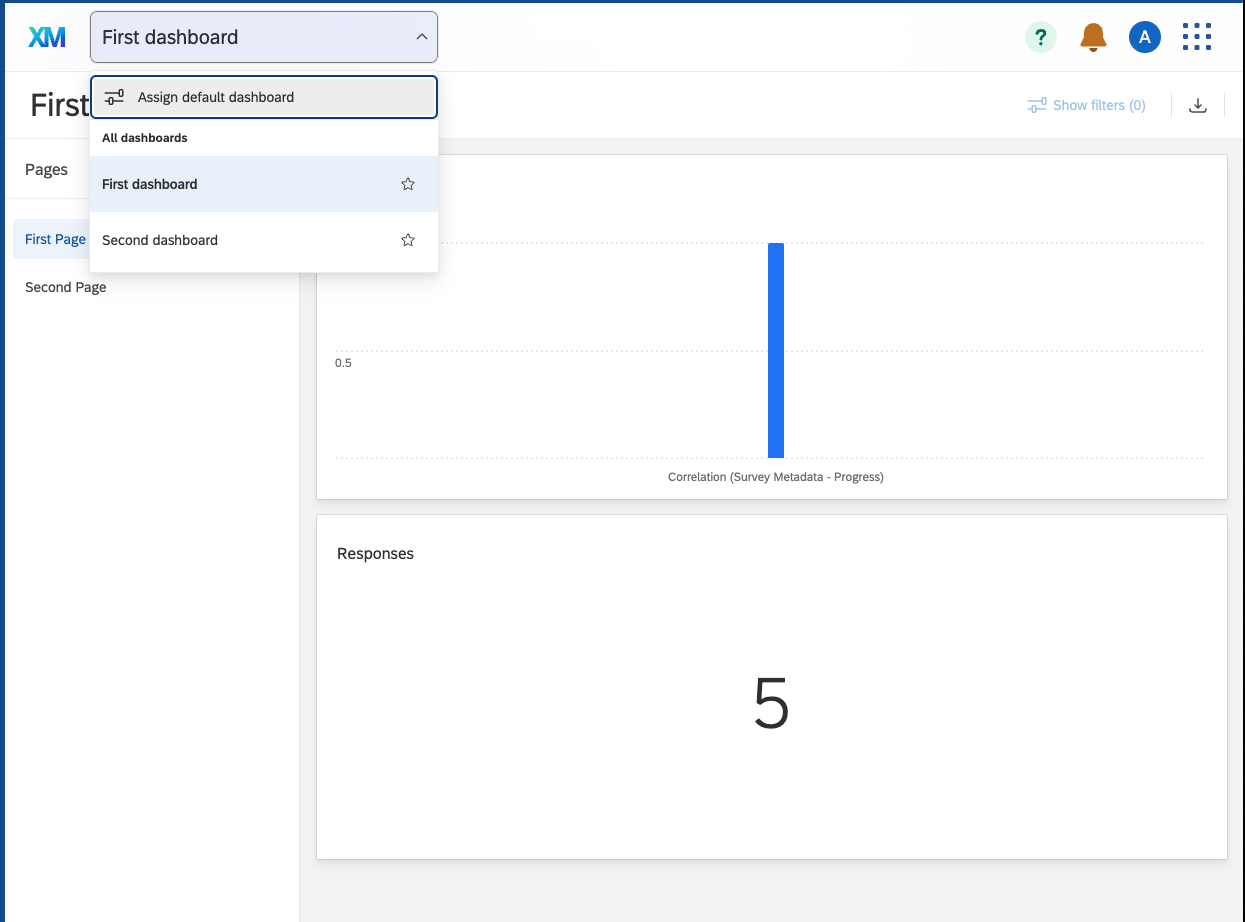 XM
First dashboard
?
A
Assign default dashboard
First
Show filters (0)
All dashboards
Pages
First dashboard
Second dashboard
First Page
Second Page
0.5
Correlation (Survey Metadata - Progress)
Responses
5